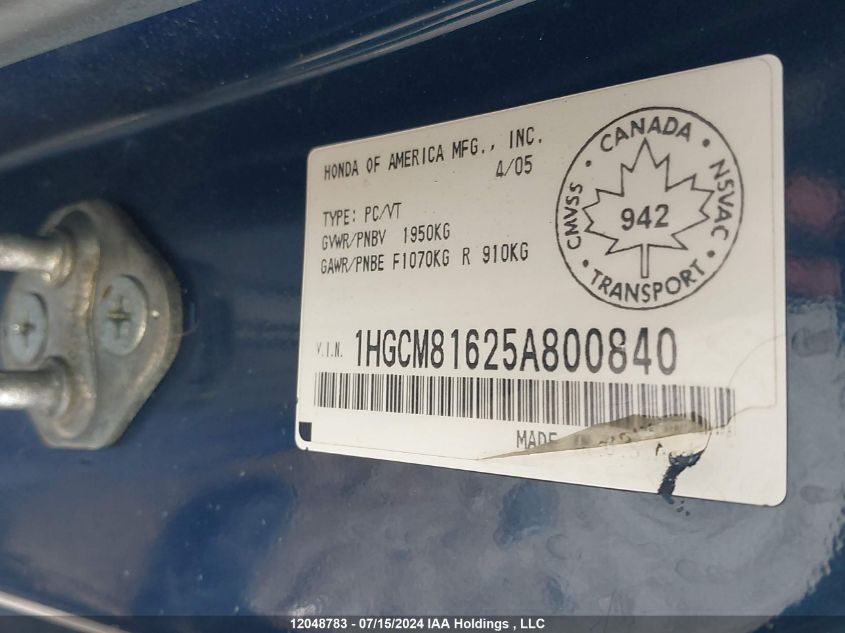 HONDA OF AMERICA MFG., INC.
4/05
TYPE: PC/VT
GVWR/PNBV 1950KG
GAWR/PNBE F1070KG R 910KG
CMVSS · CANADA · NSVAC · TRANSPORT ·
942
V.I.N. 1HGCM81625A800840
MADE
12048783 - 07/15/2024 IAA Holdings , LLC